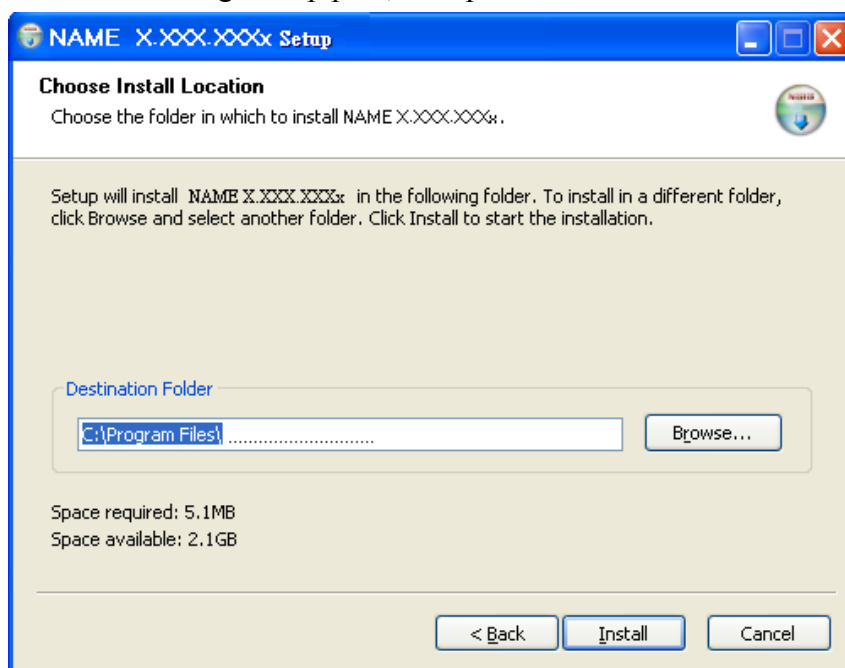 NAME X.XXX.XXXx Setup
Choose Install Location
Choose the folder in which to install NAME X.XXX.XXXx.
Setup will install NAME X.XXX.XXXx in the following folder. To install in a different folder,
click Browse and select another folder. Click Install to start the installation.
Destination Folder
C:\Program Files\ .............................
Browse...
Space required: 5.1MB
Space available: 2.1GB
< Back
Install
Cancel